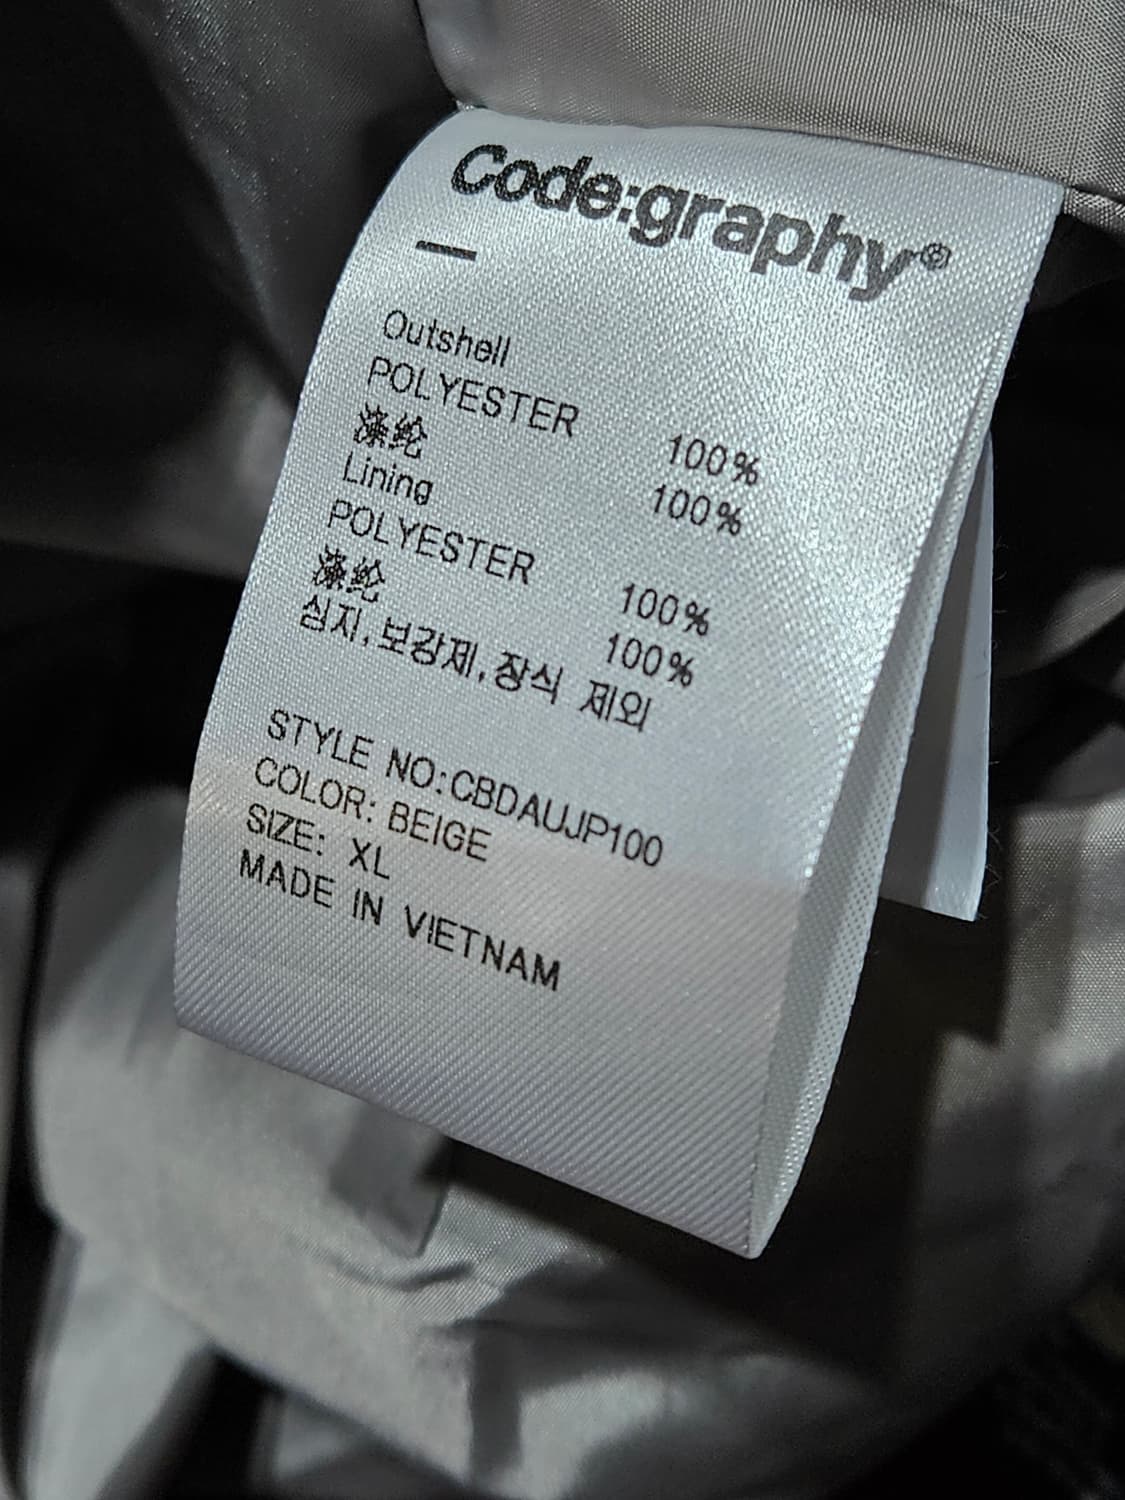 Code:graphy®
—
Outshell
POLYESTER 100%
涤纶 100%
Lining
POLYESTER 100%
涤纶 100%
심지,보강제,장식 제외
STYLE NO:CBDAUJP100
COLOR: BEIGE
SIZE: XL
MADE IN VIETNAM